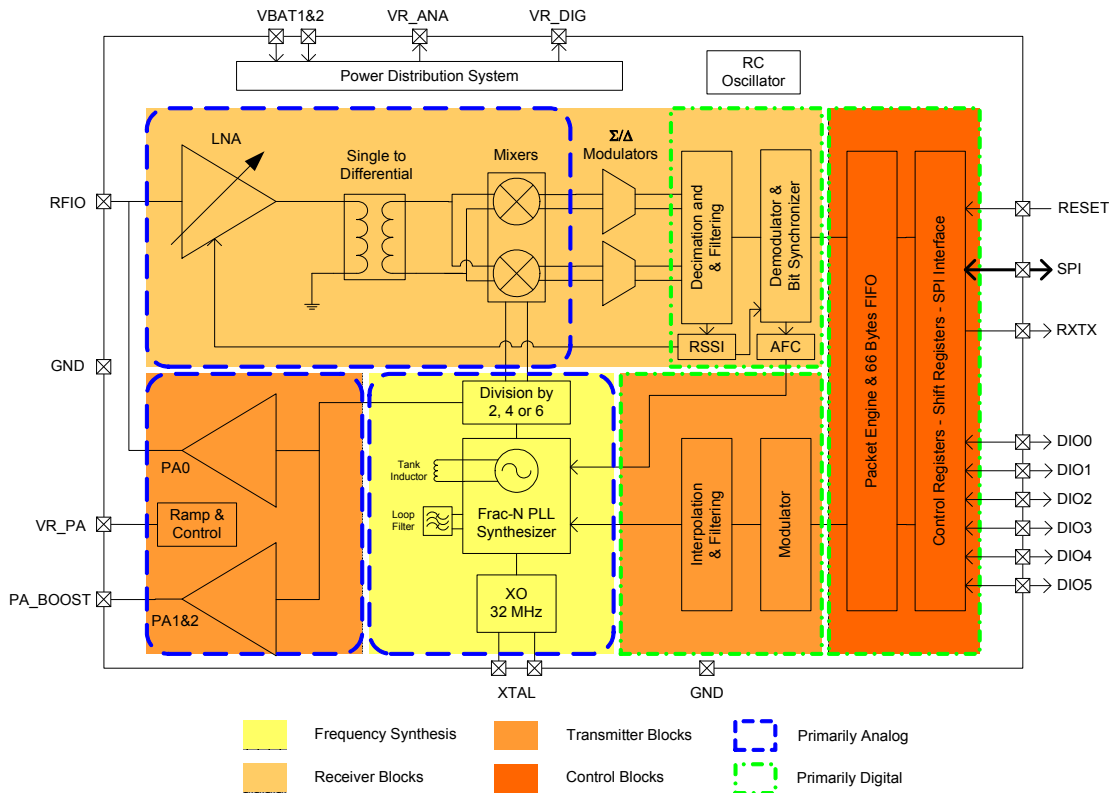 VBAT1&2
VR_ANA
VR_DIG
Power Distribution System
RC
Oscillator
LNA
Single to
Differential
Mixers
Σ/Δ
Modulators
Decimation and
& Filtering
Demodulator &
Bit Synchronizer
RSSI
AFC
Packet Engine & 66 Bytes FIFO
Control Registers - Shift Registers - SPI Interface
RFIO
GND
VR_PA
PA_BOOST
RESET
SPI
RXTX
DIO0
DIO1
DIO2
DIO3
DIO4
DIO5
PA0
Ramp &
Control
PA1&2
Division by
2, 4 or 6
Tank
Inductor
Loop
Filter
Frac-N PLL
Synthesizer
XO
32 MHz
Interpolation
& Filtering
Modulator
XTAL
GND
Frequency Synthesis
Transmitter Blocks
Primarily Analog
Receiver Blocks
Control Blocks
Primarily Digital